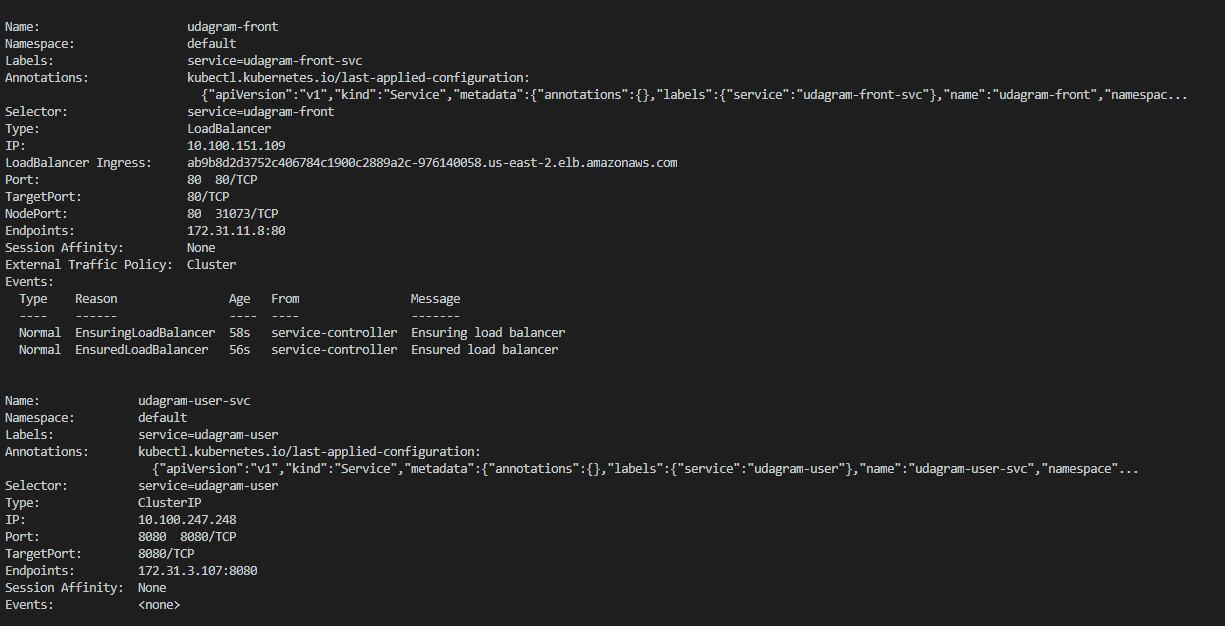 Name:                     udagram-front
Namespace:                default
Labels:                   service=udagram-front-svc
Annotations:              kubectl.kubernetes.io/last-applied-configuration:
                            {"apiVersion":"v1","kind":"Service","metadata":{"annotations":{},"labels":{"service":"udagram-front-svc"},"name":"udagram-front","namespac...
Selector:                 service=udagram-front
Type:                     LoadBalancer
IP:                       10.100.151.109
LoadBalancer Ingress:     ab9b8d2d3752c406784c1900c2889a2c-976140058.us-east-2.elb.amazonaws.com
Port:                     80  80/TCP
TargetPort:               80/TCP
NodePort:                 80  31073/TCP
Endpoints:                172.31.11.8:80
Session Affinity:         None
External Traffic Policy:  Cluster
Events:
  Type    Reason                Age   From                Message
  ----    ------                ----  ----                -------
  Normal  EnsuringLoadBalancer  58s   service-controller  Ensuring load balancer
  Normal  EnsuredLoadBalancer   56s   service-controller  Ensured load balancer
Name:              udagram-user-svc
Namespace:         default
Labels:            service=udagram-user
Annotations:       kubectl.kubernetes.io/last-applied-configuration:
                     {"apiVersion":"v1","kind":"Service","metadata":{"annotations":{},"labels":{"service":"udagram-user"},"name":"udagram-user-svc","namespace"...
Selector:          service=udagram-user
Type:              ClusterIP
IP:                10.100.247.248
Port:              8080  8080/TCP
TargetPort:        8080/TCP
Endpoints:         172.31.3.107:8080
Session Affinity:  None
Events:            <none>